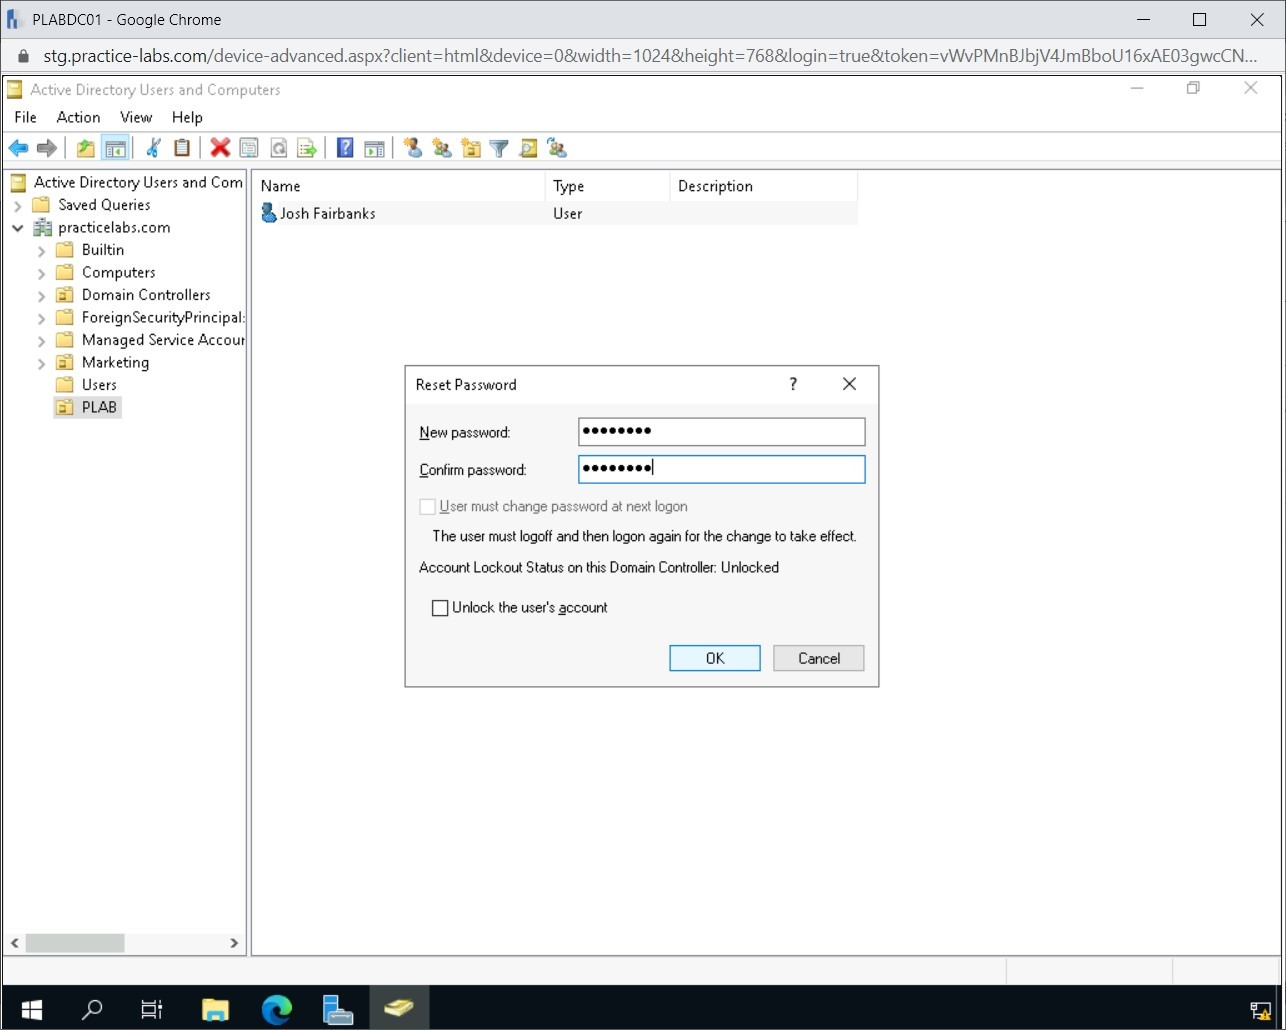 PLABDC01 - Google Chrome
stg.practice-labs.com/device-advanced.aspx?client=html&device=0&width=1024&height=768&login=true&token=vWvPMnBJbjV4JmBboU16xAE03gwcCN...
Active Directory Users and Computers
File Action View Help
Active Directory Users and Com
Saved Queries
practicelabs.com
Builtin
Computers
Domain Controllers
ForeignSecurityPrincipal:
Managed Service Accour
Marketing
Users
PLAB
Name Type Description
Josh Fairbanks User
Reset Password ?
New password: ●●●●●●●●
Confirm password: ●●●●●●●●
User must change password at next logon
The user must logoff and then logon again for the change to take effect.
Account Lockout Status on this Domain Controller: Unlocked
Unlock the user's account
OK Cancel